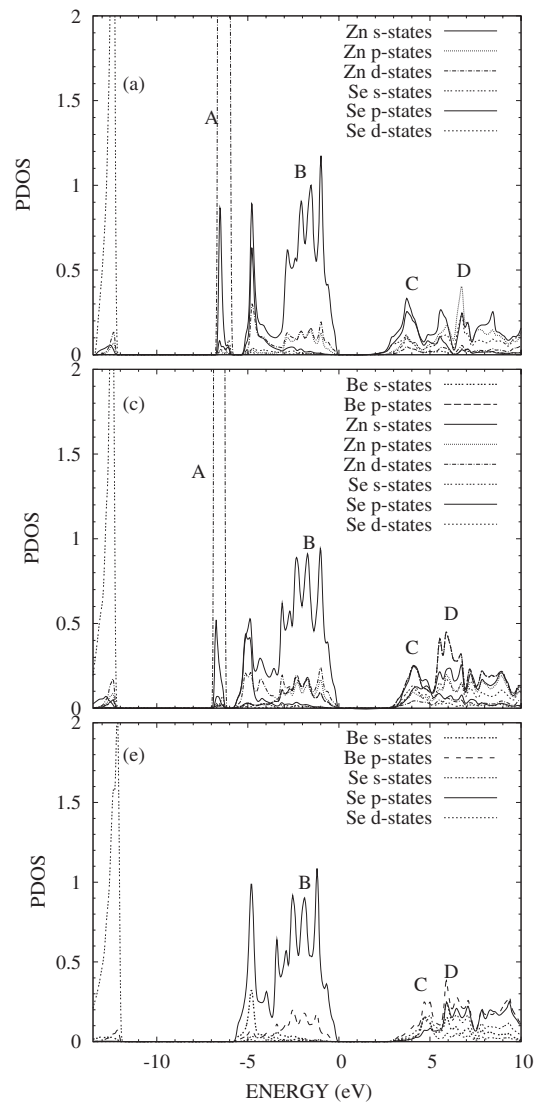 2
1.5
1
0.5
0
PDOS
(a)
A
B
C
D
Zn s-states
Zn p-states
Zn d-states
Se s-states
Se p-states
Se d-states
2
1.5
1
0.5
0
PDOS
(c)
A
B
C
D
Be s-states
Be p-states
Zn s-states
Zn p-states
Zn d-states
Se s-states
Se p-states
Se d-states
2
1.5
1
0.5
0
PDOS
(e)
B
C
D
Be s-states
Be p-states
Se s-states
Se p-states
Se d-states
-10 -5 0 5 10
ENERGY (eV)